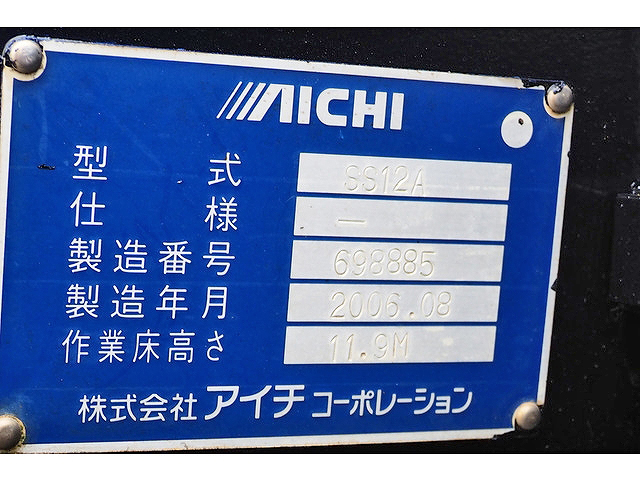 AICHI
型式 SS12A
仕様 —
製造番号 698885
製造年月 2006.08
作業床高さ 11.9M
株式会社アイチコーポレーション